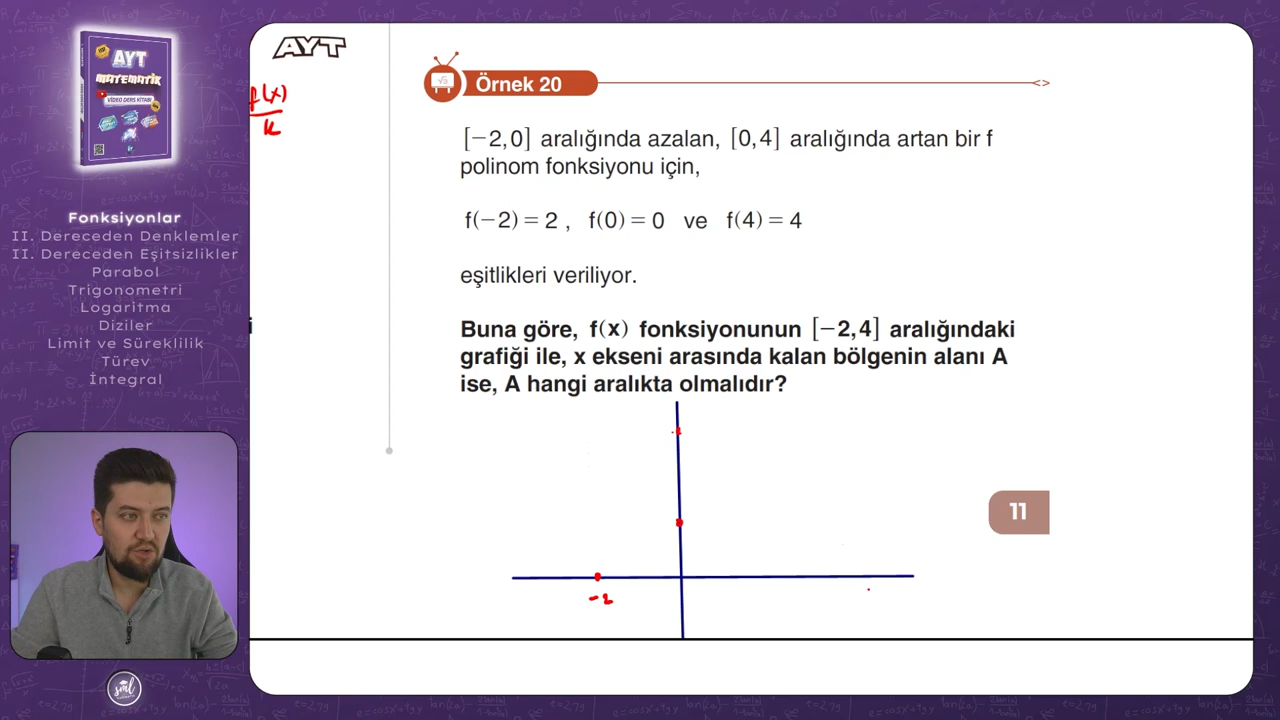 AYT
MATEMATİK
VİDEO DERS KİTABI
Fonksiyonlar
II. Dereceden Denklemler
II. Dereceden Eşitsizlikler
Parabol
Trigonometri
Logaritma
Diziler
Limit ve Süreklilik
Türev
İntegral
sml
AYT
f(x)
k
i
Örnek 20
[−2,0] aralığında azalan, [0,4] aralığında artan bir f
polinom fonksiyonu için,
f(−2) = 2 , f(0) = 0 ve f(4) = 4
eşitlikleri veriliyor.
Buna göre, f(x) fonksiyonunun [−2,4] aralığındaki
grafiği ile, x ekseni arasında kalan bölgenin alanı A
ise, A hangi aralıkta olmalıdır?
-2
11